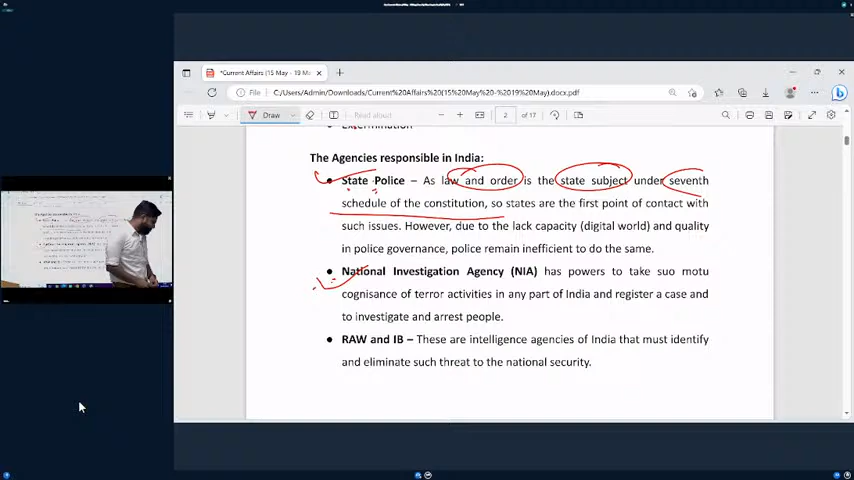 *Current Affairs (15 May - 19 M
File
C:/Users/Admin/Downloads/Current%20Affairs%20(15%20May%20-%2019%20May).docx.pdf
Draw
Read aloud
2 of 17
Extermination
The Agencies responsible in India:
State Police – As law and order is the state subject under seventh
schedule of the constitution, so states are the first point of contact with
such issues. However, due to the lack capacity (digital world) and quality
in police governance, police remain inefficient to do the same.
National Investigation Agency (NIA) has powers to take suo motu
cognisance of terror activities in any part of India and register a case and
to investigate and arrest people.
RAW and IB – These are intelligence agencies of India that must identify
and eliminate such threat to the national security.